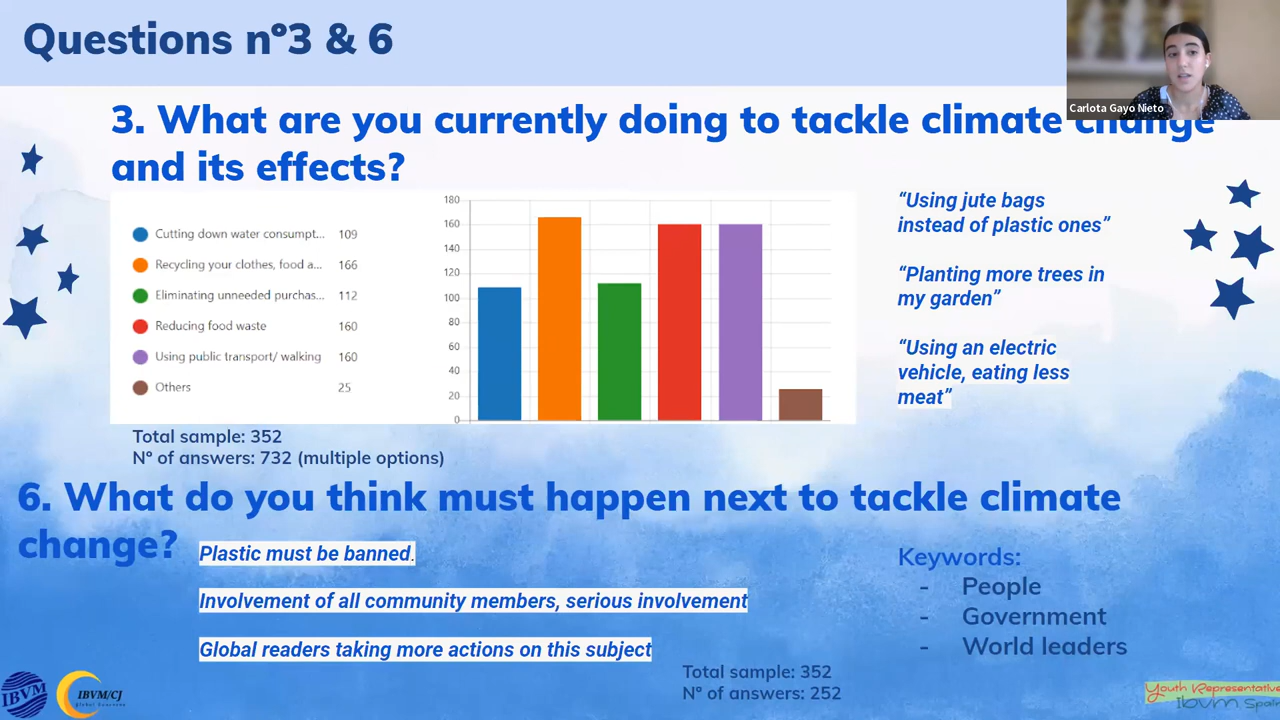 Questions nº3 & 6
Carlota Gayo Nieto
3. What are you currently doing to tackle climate change
and its effects?
Cutting down water consumpt... 109
Recycling your clothes, food a... 166
Eliminating unneeded purchas... 112
Reducing food waste 160
Using public transport/ walking 160
Others 25
180
160
140
120
100
80
60
40
20
0
“Using jute bags
instead of plastic ones”
“Planting more trees in
my garden”
“Using an electric
vehicle, eating less
meat”
Total sample: 352
Nº of answers: 732 (multiple options)
6. What do you think must happen next to tackle climate
change?
Plastic must be banned.
Involvement of all community members, serious involvement
Global readers taking more actions on this subject
Keywords:
- People
- Government
- World leaders
Total sample: 352
Nº of answers: 252
IBVM
IBVM/CJ
Global Concerns
Youth Representative
Ibvm Spain